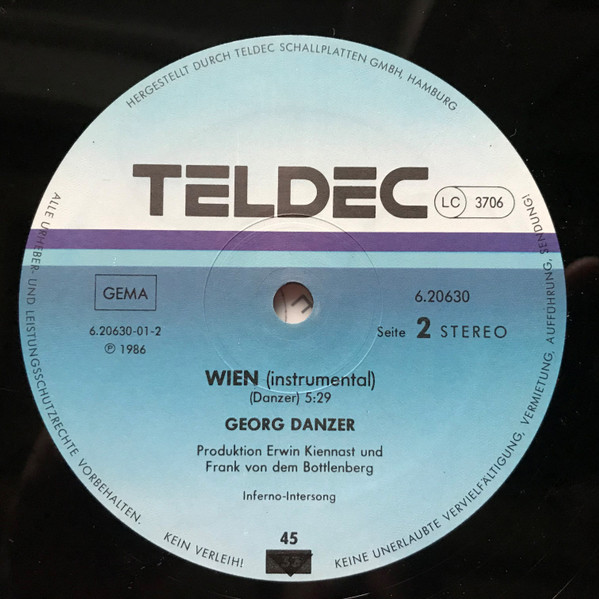 HERGESTELLT DURCH TELDEC SCHALLPLATTEN GMBH, HAMBURG
TELDEC
LC 3706
GEMA
6.20630-01-2
Ⓟ 1986
6.20630
Seite 2 STEREO
WIEN (instrumental)
(Danzer) 5:29
GEORG DANZER
Produktion Erwin Kiennast und
Frank von dem Bottlenberg
Inferno-Intersong
45
ALLE URHEBER- UND LEISTUNGSSCHUTZRECHTE VORBEHALTEN.
KEIN VERLEIH!
KEINE UNERLAUBTE VERVIELFÄLTIGUNG, VERMIETUNG, AUFFÜHRUNG, SENDUNG!